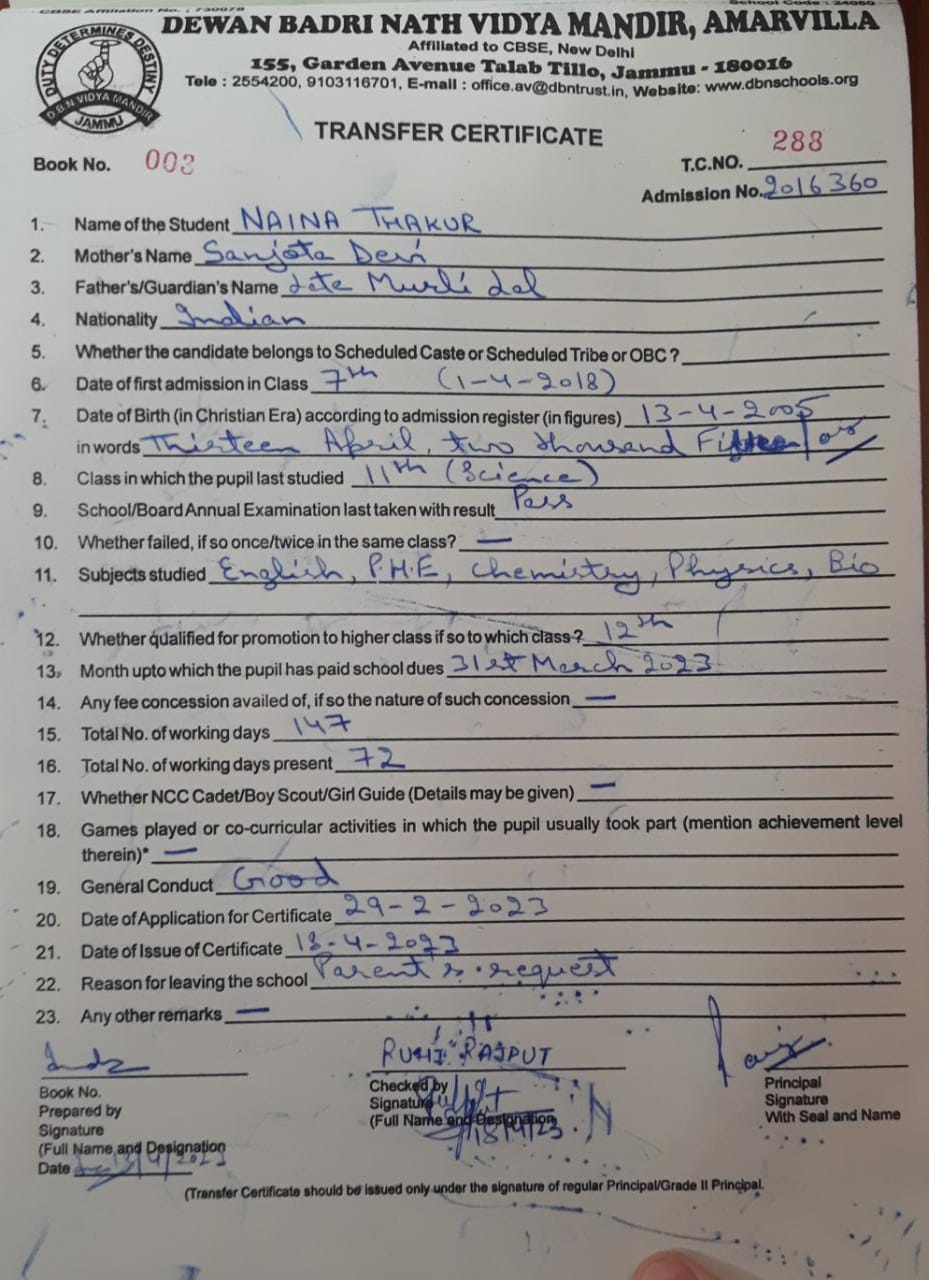 CBSE Affiliation No. : 730078
School Code : 24080
DEWAN BADRI NATH VIDYA MANDIR, AMARVILLA
Affiliated to CBSE, New Delhi
155, Garden Avenue Talab Tillo, Jammu - 180016
Tele : 2554200, 9103116701, E-mail : office.av@dbntrust.in, Website: www.dbnschools.org
DUTY DETERMINES DESTINY
D.B.N VIDYA MANDIR
JAMMU
TRANSFER CERTIFICATE
Book No. 003
T.C.NO. 288
Admission No. 2016360
1. Name of the Student NAINA THAKUR
2. Mother's Name Sanjota Devi
3. Father's/Guardian's Name Late Murli Lal
4. Nationality Indian
5. Whether the candidate belongs to Scheduled Caste or Scheduled Tribe or OBC ?
6. Date of first admission in Class 7th (1-4-2018)
7. Date of Birth (in Christian Era) according to admission register (in figures) 13-4-2005
in words Thirteen April, two thousand
8. Class in which the pupil last studied 11th (Science)
9. School/Board Annual Examination last taken with result Pass
10. Whether failed, if so once/twice in the same class? —
11. Subjects studied English, P.H.E, Chemistry, Physics, Bio
12. Whether qualified for promotion to higher class if so to which class ? 12th
13. Month upto which the pupil has paid school dues 31st March 2023
14. Any fee concession availed of, if so the nature of such concession —
15. Total No. of working days 147
16. Total No. of working days present 72
17. Whether NCC Cadet/Boy Scout/Girl Guide (Details may be given) —
18. Games played or co-curricular activities in which the pupil usually took part (mention achievement level
therein)* —
19. General Conduct Good
20. Date of Application for Certificate 29-2-2023
21. Date of Issue of Certificate 13-4-2023
22. Reason for leaving the school Parent's request
23. Any other remarks —
RAJPUT
Book No.
Prepared by
Signature
(Full Name and Designation
Date
Checked by
Signature
(Full Name and Designation
Principal
Signature
With Seal and Name
(Transfer Certificate should be issued only under the signature of regular Principal/Grade II Principal.